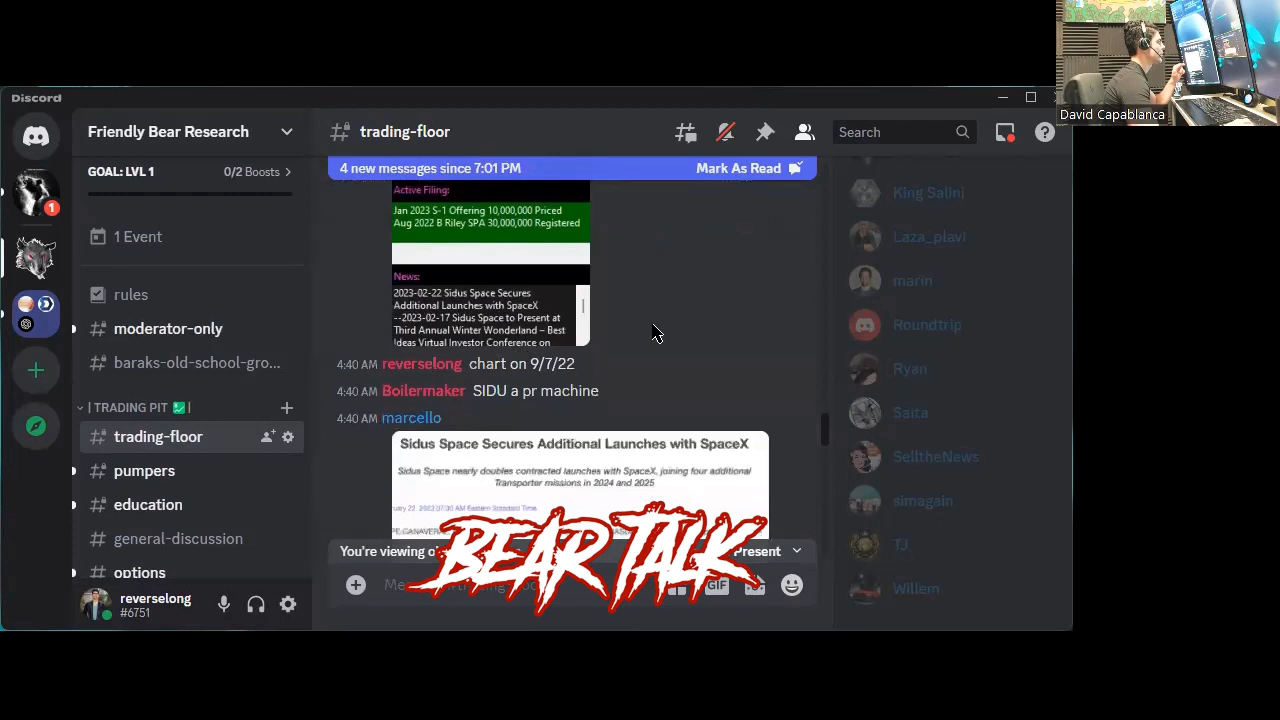 David Capablanca
Discord
Friendly Bear Research
trading-floor
Search
GOAL: LVL 1
0/2 Boosts
4 new messages since 7:01 PM
Mark As Read
1 Event
rules
moderator-only
baraks-old-school-gro...
| TRADING PIT 💹 |
trading-floor
pumpers
education
general-discussion
options
reverselong
#6751
1
Active Filing:
Jan 2023 S-1 Offering 10,000,000 Priced
Aug 2022 B Riley SPA 30,000,000 Registered
News:
2023-02-22 Sidus Space Secures
Additional Launches with SpaceX
--2023-02-17 Sidus Space to Present at
Third Annual Winter Wonderland – Best
Ideas Virtual Investor Conference on
4:40 AM reverselong chart on 9/7/22
4:40 AM Boilermaker SIDU a pr machine
4:40 AM marcello
Sidus Space Secures Additional Launches with SpaceX
Sidus Space nearly doubles contracted launches with SpaceX, joining four additional
Transporter missions in 2024 and 2025
You're viewing
Present
GIF
BEAR TALK
King Salini
Laza_plavi
marin
Roundtrip
Ryan
Saita
SelltheNews
simagain
TJ
Willem